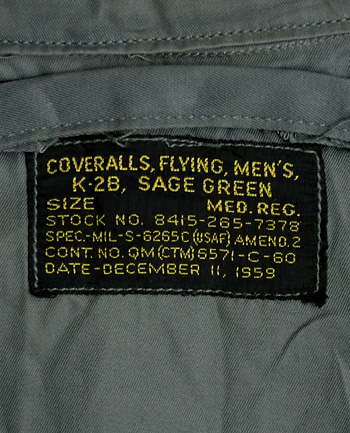 COVERALLS, FLYING, MEN'S,
K-2B, SAGE GREEN
SIZE MED. REG.
STOCK NO. 8415-265-7378
SPEC.-MIL-S-6265C (USAF) AMEND. 2
CONT. NO. QM (CTM) 6571-C-60
DATE-DECEMBER 11, 1959